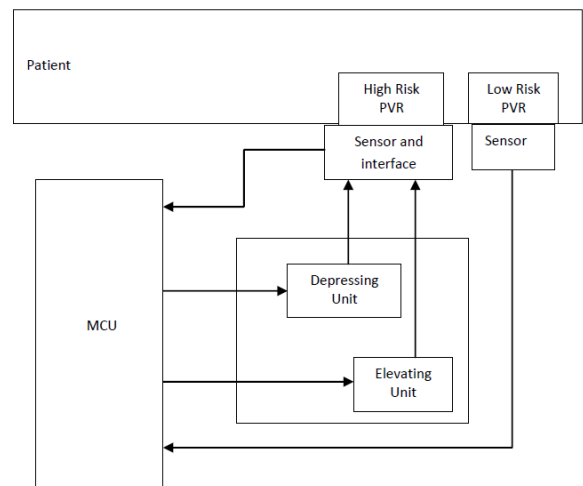 Patient
High Risk
PVR
Low Risk
PVR
Sensor and
interface
Sensor
Depressing
Unit
MCU
Elevating
Unit